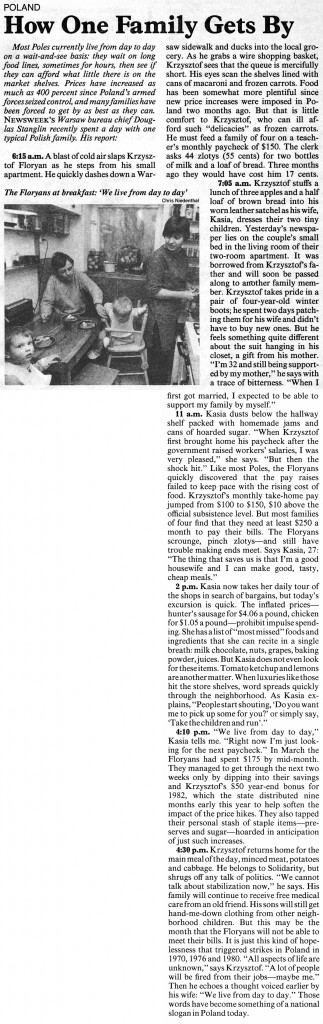 POLAND
How One Family Gets By
Most Poles currently live from day to day
on a wait-and-see basis: they wait on long
food lines, sometimes for hours, then see if
they can afford what little there is on the
market shelves. Prices have increased as
much as 400 percent since Poland's armed
forces seized control, and many families have
been forced to get by as best as they can.
NEWSWEEK's Warsaw bureau chief Doug-
las Stanglin recently spent a day with one
typical Polish family. His report:
6:15 a.m. A blast of cold air slaps Krzysz-
tof Floryan as he steps from his small
apartment. He quickly dashes down a War-
The Floryans at breakfast: 'We live from day to day'
Chris Niedenthal
saw sidewalk and ducks into the local gro-
cery. As he grabs a wire shopping basket,
Krzysztof sees that the queue is mercifully
short. His eyes scan the shelves lined with
cans of macaroni and frozen carrots. Food
has been somewhat more plentiful since
new price increases were imposed in Po-
land two months ago. But that is little
comfort to Krzysztof, who can ill af-
ford such "delicacies" as frozen carrots.
He must feed a family of four on a teach-
er's monthly paycheck of $150. The clerk
asks 44 zlotys (55 cents) for two bottles
of milk and a loaf of bread. Three months
ago they would have cost him 17 cents.
7:05 a.m. Krzysztof stuffs a
lunch of three apples and a half
loaf of brown bread into his
worn leather satchel as his wife,
Kasia, dresses their two tiny
children. Yesterday's newspa-
per lies on the couple's small
bed in the living room of their
two-room apartment. It was
borrowed from Krzysztof's fa-
ther and will soon be passed
along to another family mem-
ber. Krzysztof takes pride in a
pair of four-year-old winter
boots; he spent two days patch-
ing them for his wife and didn't
have to buy new ones. But he
feels something quite different
about the suit hanging in his
closet, a gift from his mother.
"I'm 32 and still being support-
ed by my mother," he says with
a trace of bitterness. "When I
first got married, I expected to be able to
support my family by myself."
11 a.m. Kasia dusts below the hallway
shelf packed with homemade jams and
cans of hoarded sugar. "When Krzysztof
first brought home his paycheck after the
government raised workers' salaries, I was
very pleased," she says. "But then the
shock hit." Like most Poles, the Floryans
quickly discovered that the pay raises
failed to keep pace with the rising cost of
food. Krzysztof's monthly take-home pay
jumped from $100 to $150, $10 above the
official subsistence level. But most families
of four find that they need at least $250 a
month to pay their bills. The Floryans
scrounge, pinch zlotys—and still have
trouble making ends meet. Says Kasia, 27:
"The thing that saves us is that I'm a good
housewife and I can make good, tasty,
cheap meals."
2 p.m. Kasia now takes her daily tour of
the shops in search of bargains, but today's
excursion is quick. The inflated prices—
hunter's sausage for $4.06 a pound, chicken
for $1.05 a pound—prohibit impulse spend-
ing. She has a list of "most missed" foods and
ingredients that she can recite in a single
breath: milk chocolate, nuts, grapes, baking
powder, juices. But Kasia does not even look
for these items. Tomato ketchup and lemons
are another matter. When luxuries like those
hit the store shelves, word spreads quickly
through the neighborhood. As Kasia ex-
plains, "People start shouting, 'Do you want
me to pick up some for you?' or simply say,
'Take the children and run'."
4:10 p.m. "We live from day to day,"
Kasia tells me. "Right now I'm just look-
ing for the next paycheck." In March the
Floryans had spent $175 by mid-month.
They managed to get through the next two
weeks only by dipping into their savings
and Krzysztof's $50 year-end bonus for
1982, which the state distributed nine
months early this year to help soften the
impact of the price hikes. They also tapped
their personal stash of staple items—pre-
serves and sugar—hoarded in anticipation
of just such increases.
4:30 p.m. Krzysztof returns home for the
main meal of the day, minced meat, potatoes
and cabbage. He belongs to Solidarity, but
shrugs off any talk of politics. "We cannot
talk about stabilization now," he says. His
family will continue to receive free medical
care from an old friend. His sons will still get
hand-me-down clothing from other neigh-
borhood children. But this may be the
month that the Floryans will not be able to
meet their bills. It is just this kind of hope-
lessness that triggered strikes in Poland in
1970, 1976 and 1980. "All aspects of life are
unknown," says Krzysztof. "A lot of people
will be fired from their jobs—maybe me."
Then he echoes a thought voiced earlier by
his wife: "We live from day to day." Those
words have become something of a national
slogan in Poland today.